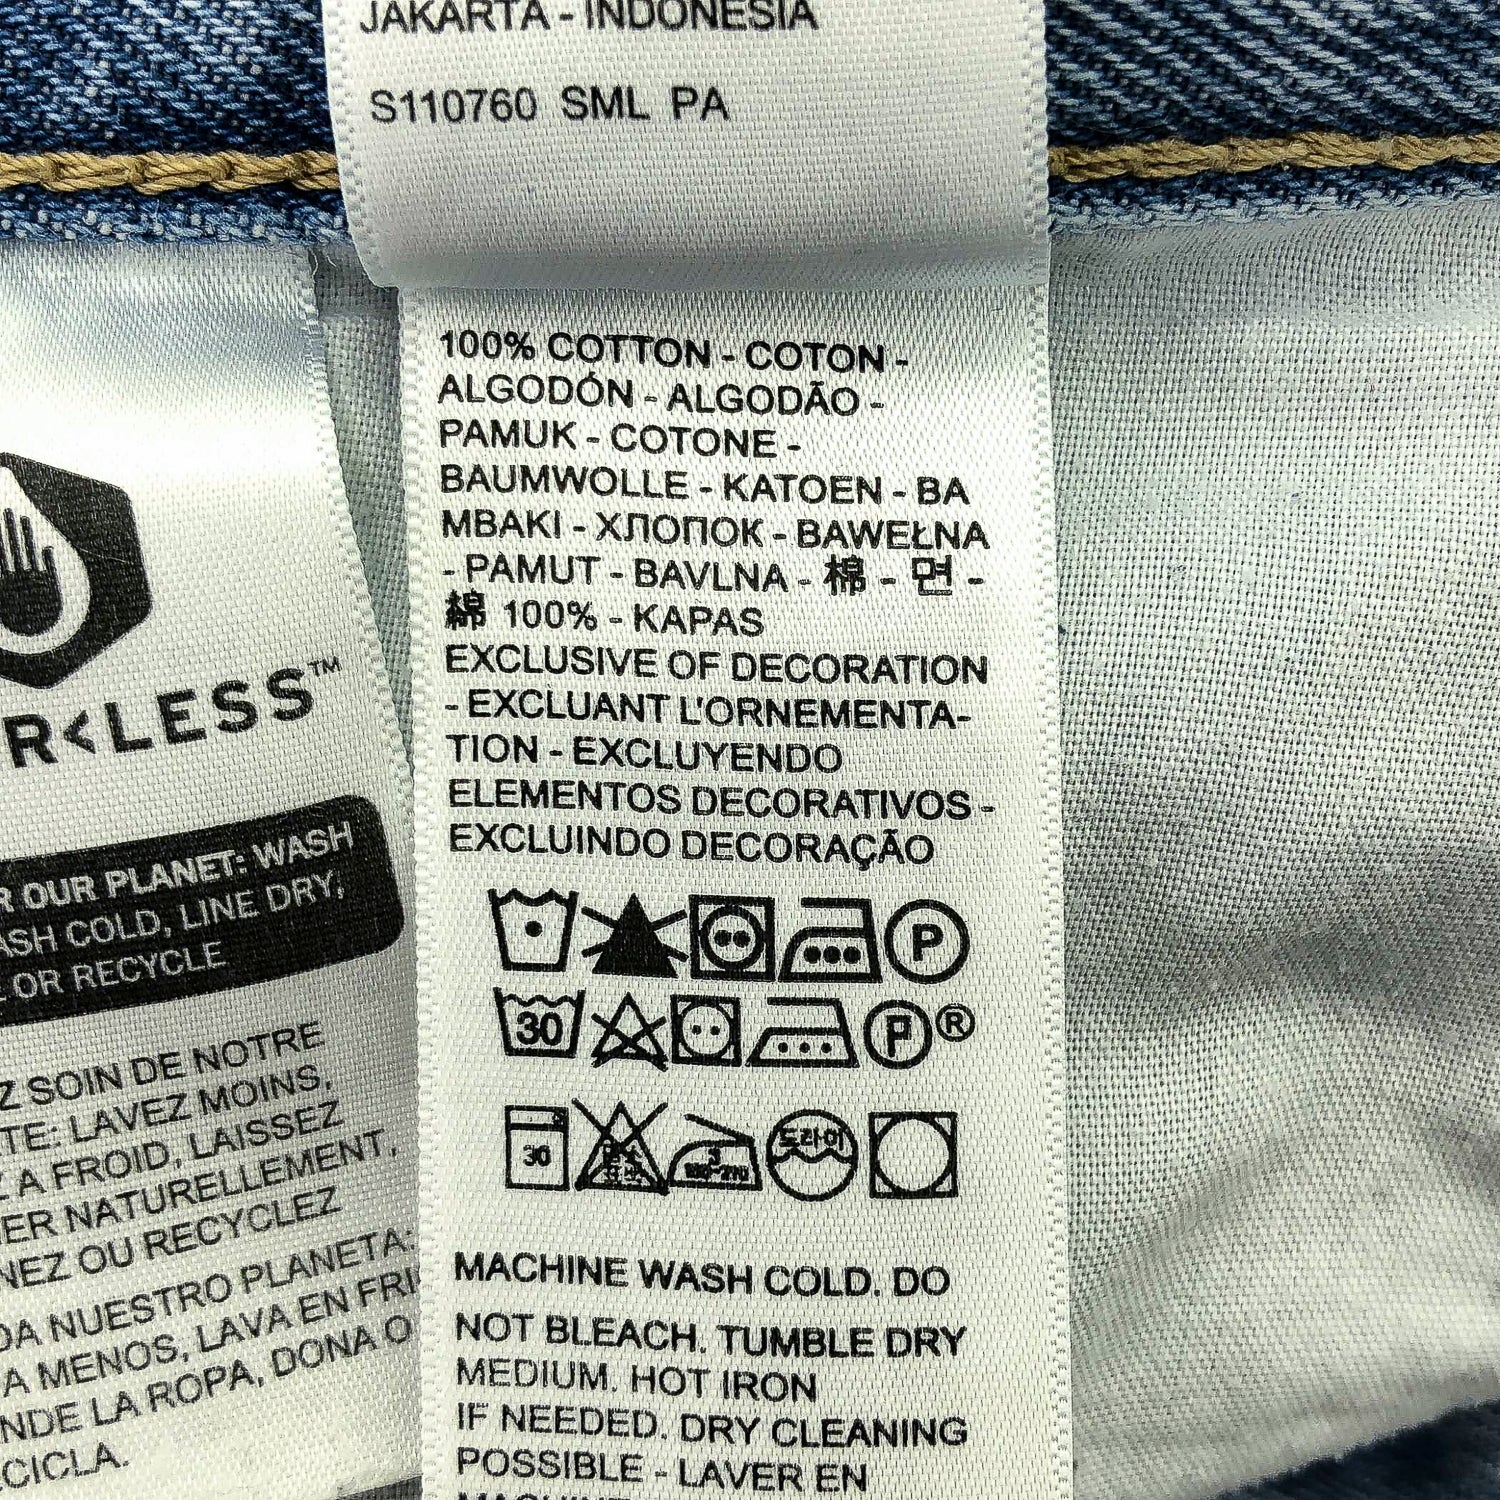 JAKARTA - INDONESIA
S110760 SML PA
100% COTTON - COTON -
ALGODÓN - ALGODÃO -
PAMUK - COTONE -
BAUMWOLLE - KATOEN - BA
MBAKI - ХЛОПОК - BAWEŁNA
- PAMUT - BAVLNA - 棉 - 면 -
綿 100% - KAPAS
EXCLUSIVE OF DECORATION
- EXCLUANT L'ORNEMENTA-
TION - EXCLUYENDO
ELEMENTOS DECORATIVOS -
EXCLUINDO DECORAÇÃO
P
30 P ®
30 3 드라이
MACHINE WASH COLD. DO
NOT BLEACH. TUMBLE DRY
MEDIUM. HOT IRON
IF NEEDED. DRY CLEANING
POSSIBLE - LAVER EN
R<LESS™
R OUR PLANET: WASH
ASH COLD, LINE DRY,
OR RECYCLE
Z SOIN DE NOTRE
TE: LAVEZ MOINS,
Z A FROID, LAISSEZ
ER NATURELLEMENT,
NEZ OU RECYCLEZ
DA NUESTRO PLANETA:
A MENOS, LAVA EN FRI
NDE LA ROPA, DONA O
CICLA.